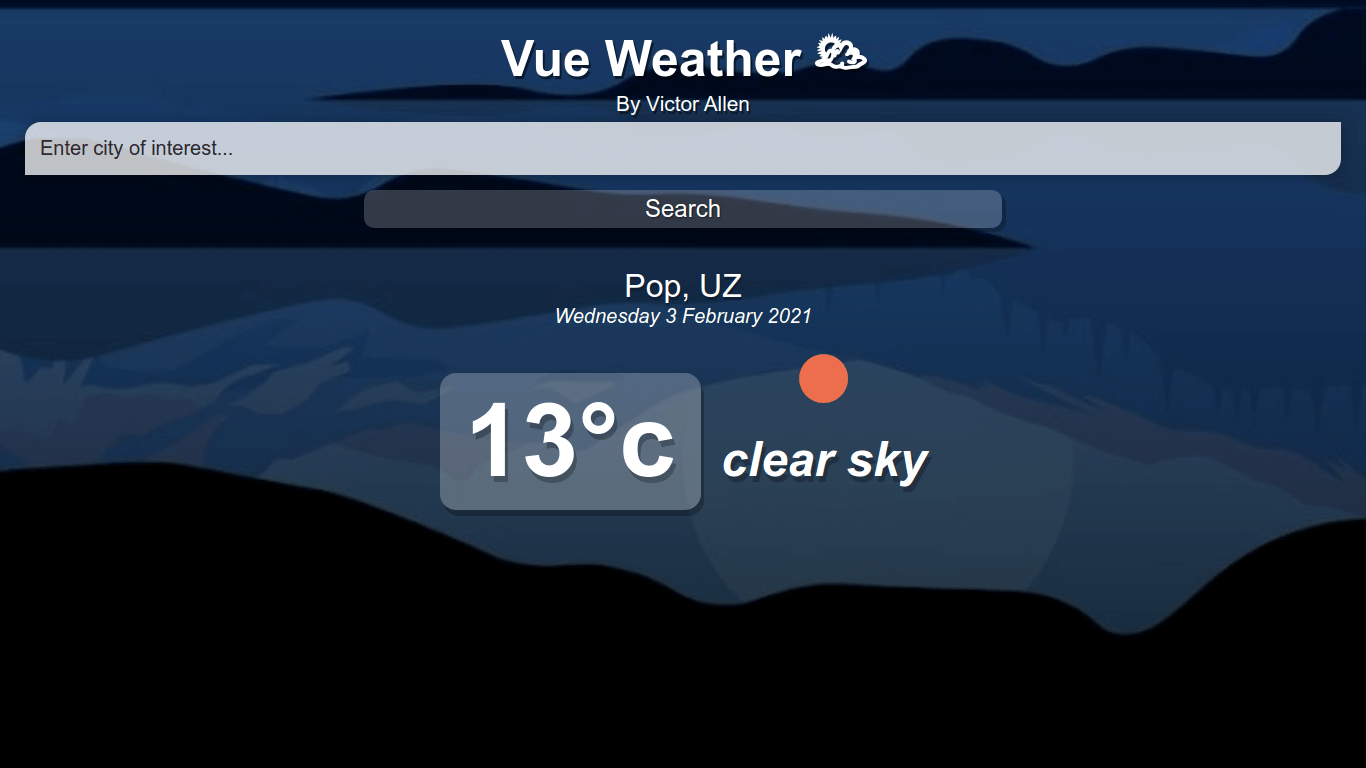 Vue Weather
By Victor Allen
Enter city of interest...
Search
Pop, UZ
Wednesday 3 February 2021
13°c
clear sky